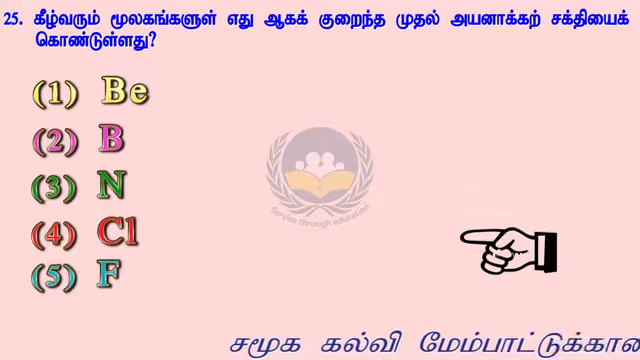 25. கீழ்வரும் மூலகங்களுள் எது ஆகக் குறைந்த முதல் அயனாக்கற் சக்தியைக்
கொண்டுள்ளது?
(1) Be
(2) B
(3) N
(4) Cl
(5) F
Service through education
சமூக கல்வி மேம்பாட்டுக்கான